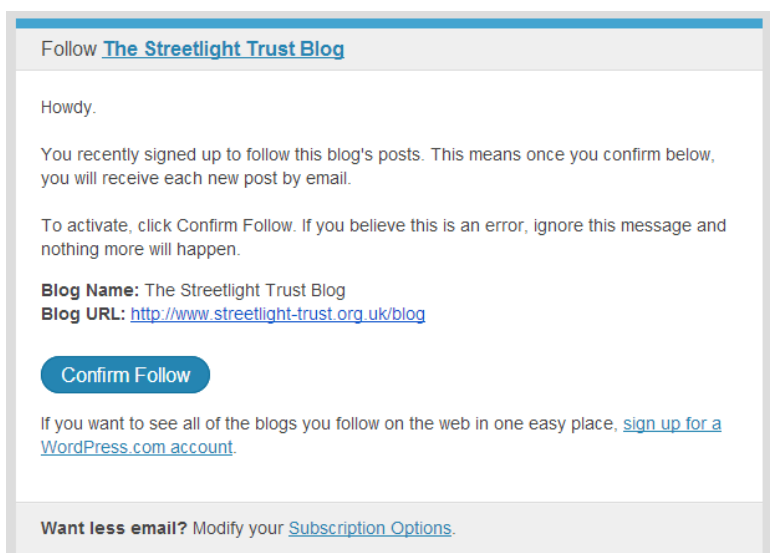 Follow The Streetlight Trust Blog
Howdy.
You recently signed up to follow this blog's posts. This means once you confirm below,
you will receive each new post by email.
To activate, click Confirm Follow. If you believe this is an error, ignore this message and
nothing more will happen.
Blog Name: The Streetlight Trust Blog
Blog URL: http://www.streetlight-trust.org.uk/blog
Confirm Follow
If you want to see all of the blogs you follow on the web in one easy place, sign up for a
WordPress.com account.
Want less email? Modify your Subscription Options.